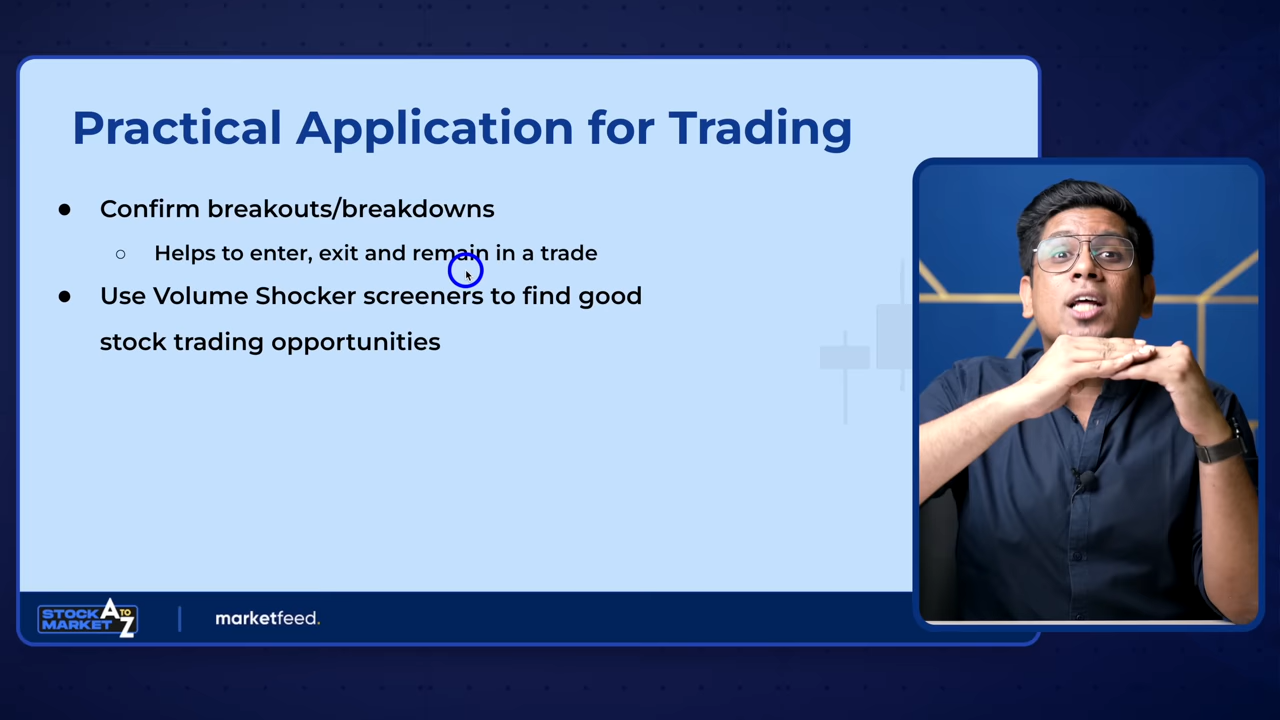 Practical Application for Trading
● Confirm breakouts/breakdowns
○ Helps to enter, exit and remain in a trade
● Use Volume Shocker screeners to find good
stock trading opportunities
STOCK MARKET A TO Z
marketfeed.